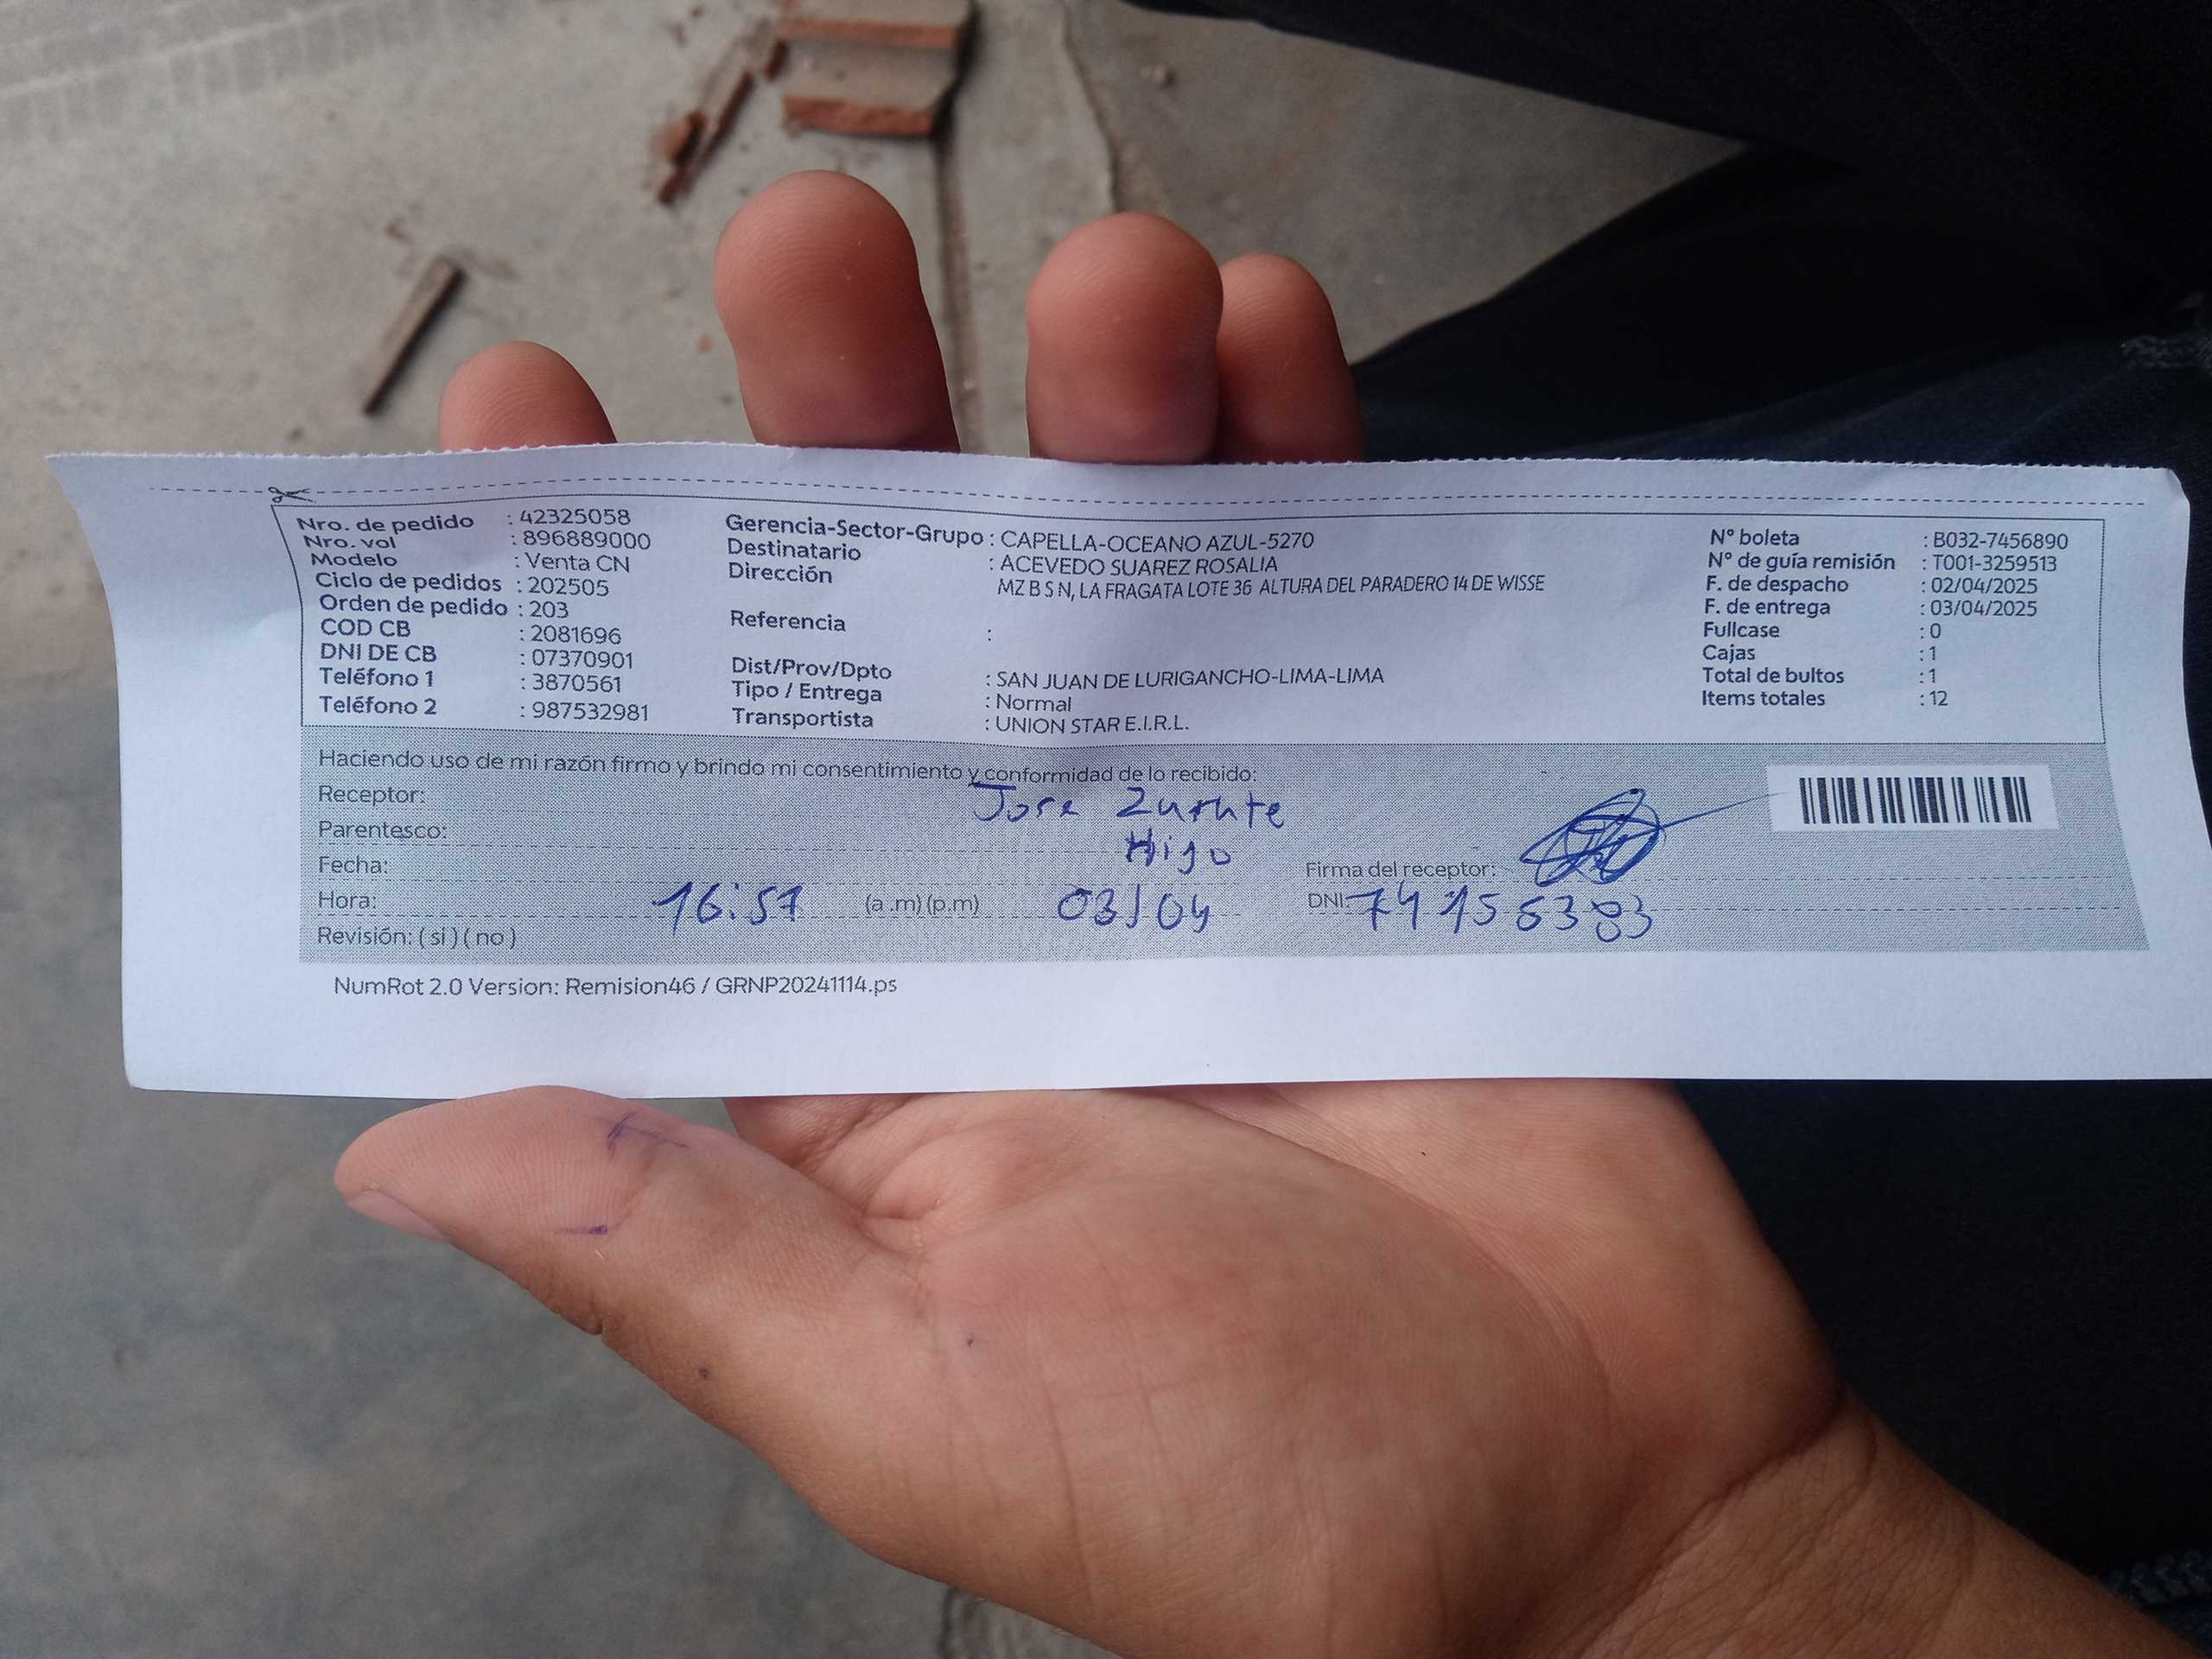 Nro. de pedido : 42325058
Nro. vol : 896889000
Modelo : Venta CN
Ciclo de pedidos : 202505
Orden de pedido : 203
COD CB : 2081696
DNI DE CB : 07370901
Teléfono 1 : 3870561
Teléfono 2 : 987532981
Gerencia-Sector-Grupo : CAPELLA-OCEANO AZUL-5270
Destinatario : ACEVEDO SUAREZ ROSALIA
Dirección MZ B S N, LA FRAGATA LOTE 36 ALTURA DEL PARADERO 14 DE WISSE
Referencia :
Dist/Prov/Dpto : SAN JUAN DE LURIGANCHO-LIMA-LIMA
Tipo / Entrega : Normal
Transportista : UNION STAR E.I.R.L.
N° boleta : B032-7456890
N° de guía remisión : T001-3259513
F. de despacho : 02/04/2025
F. de entrega : 03/04/2025
Fullcase : 0
Cajas : 1
Total de bultos : 1
Items totales : 12
Haciendo uso de mi razón firmo y brindo mi consentimiento y conformidad de lo recibido:
Receptor: Jose
Parentesco: Hijo
Fecha: Firma del receptor:
Hora: 16:57 (a.m) (p.m) 03/04 DNI
Revisión: ( si ) ( no )
NumRot 2.0 Version: Remision46 / GRNP20241114.ps